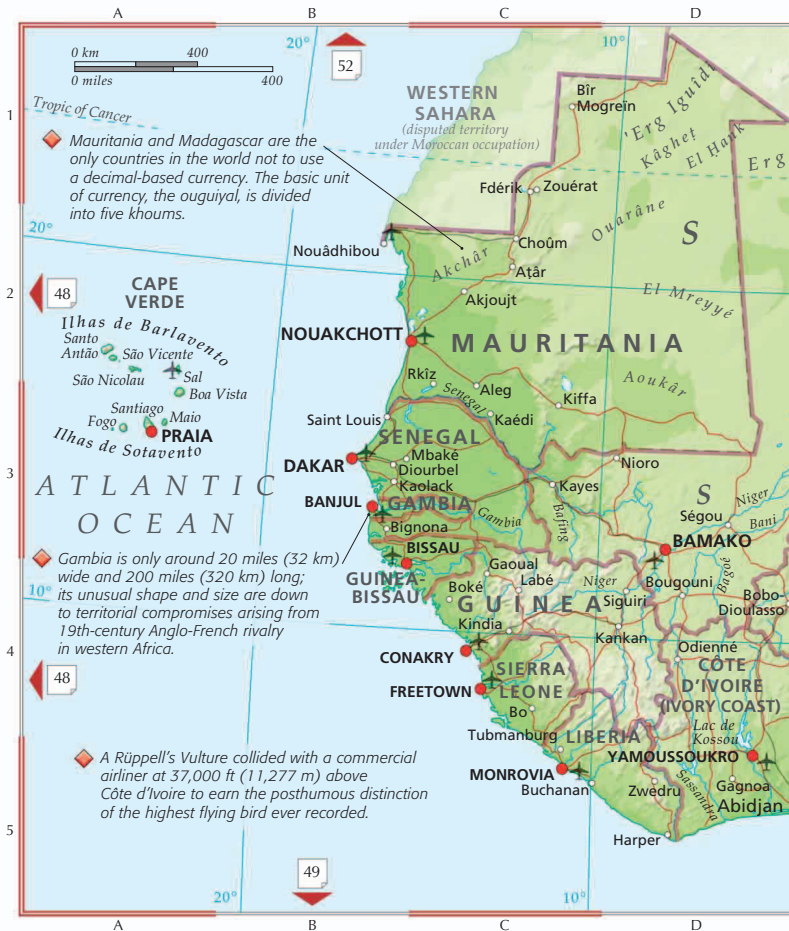 A
B
C
D
0 km 400
0 miles 400
20°
10°
52
1
Tropic of Cancer
WESTERN
SAHARA
(disputed territory
under Moroccan occupation)
Bîr
Mogreïn
'Erg Iguîdi
Kâgheț
El Ḥank
Erg
Mauritania and Madagascar are the
only countries in the world not to use
a decimal-based currency. The basic unit
of currency, the ouguiyal, is divided
into five khoums.
Fdérik
Zouérat
Ouarâne
S
20°
Nouâdhibou
Akchâr
Choûm
Aṭâr
2
48
CAPE
VERDE
El Mreyyé
Akjoujt
Ilhas de Barlavento
Santo
Antão
São Vicente
São Nicolau
Sal
Boa Vista
NOUAKCHOTT
MAURITANIA
Rkîz
Senegal
Aleg
Kaédi
Kiffa
Aoukâr
Santiago
Fogo
Maio
PRAIA
Ilhas de Sotavento
Saint Louis
SENEGAL
3
DAKAR
Mbaké
Diourbel
Kaolack
Nioro
Kayes
S
Niger
Ségou
Bani
ATLANTIC
OCEAN
BANJUL
GAMBIA
Gambia
Bafing
Bignona
BAMAKO
Gambia is only around 20 miles (32 km)
wide and 200 miles (320 km) long;
its unusual shape and size are down
to territorial compromises arising from
19th-century Anglo-French rivalry
in western Africa.
BISSAU
GUINEA-
BISSAU
Gaoual
Labé
Boké
Niger
Bougouni
Bagoé
Bobo-
Dioulasso
10°
GUINEA
Siguiri
Kindia
Kankan
4
48
CONAKRY
Odienné
FREETOWN
SIERRA
LEONE
CÔTE
D'IVOIRE
(IVORY COAST)
Bo
Lac de
Kossou
Tubmanburg
LIBERIA
YAMOUSSOUKRO
A Rüppell's Vulture collided with a commercial
airliner at 37,000 ft (11,277 m) above
Côte d'Ivoire to earn the posthumous distinction
of the highest flying bird ever recorded.
MONROVIA
Buchanan
Zwedru
Sassandra
Gagnoa
Abidjan
5
Harper
49
20°
10°
A
B
C
D